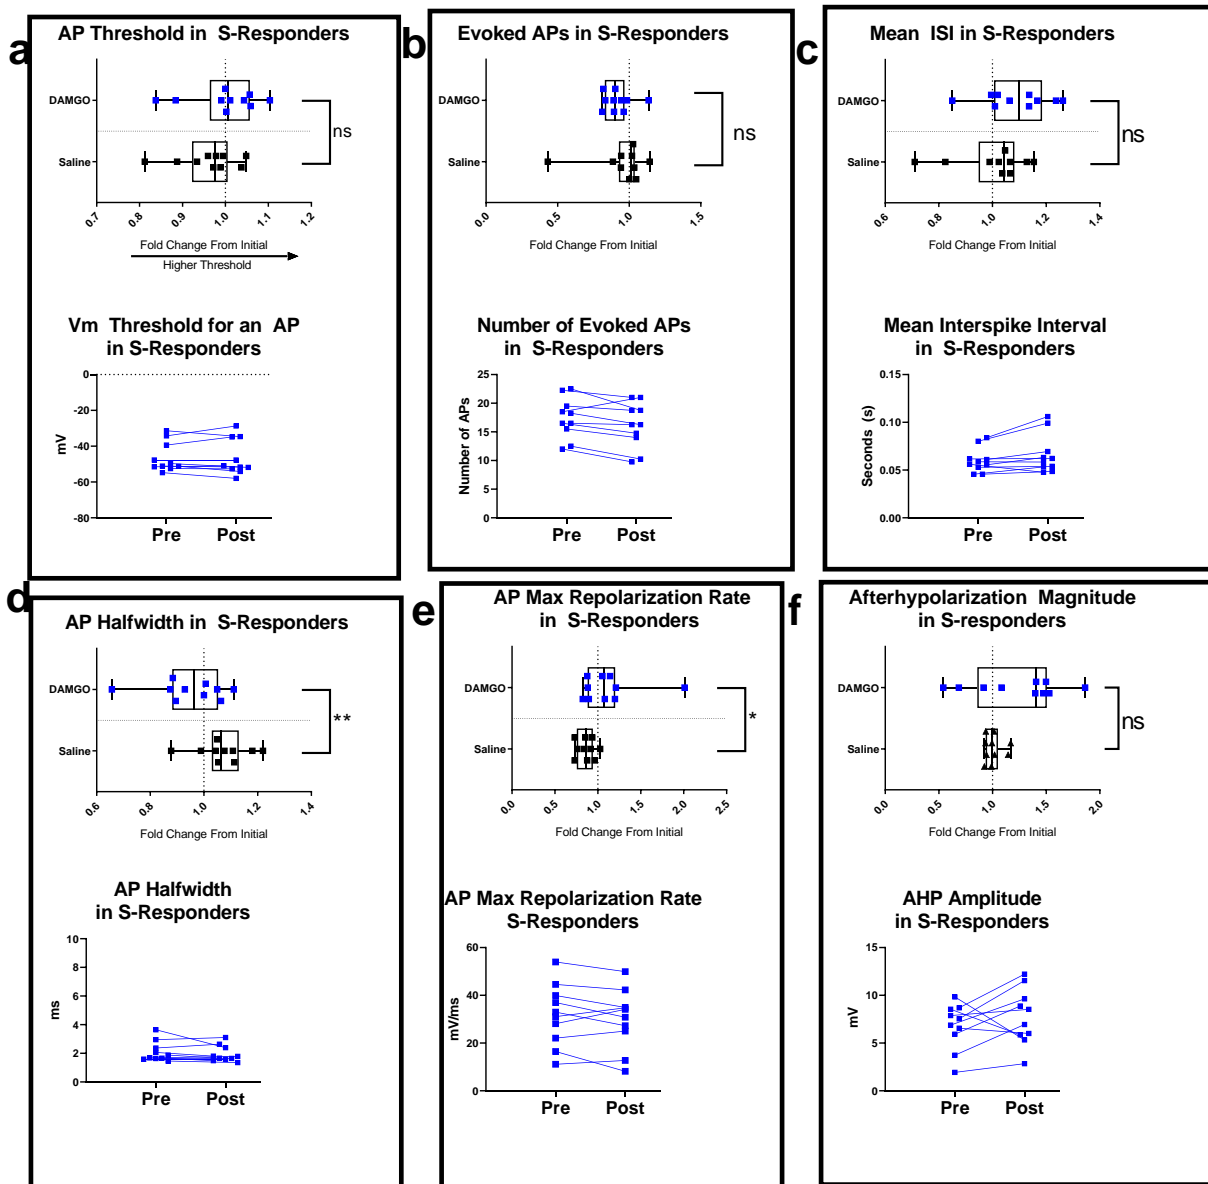 a
AP Threshold in S-Responders
DAMGO
Saline
ns
0.7
0.8
0.9
1.0
1.1
1.2
Fold Change From Initial
Higher Threshold
Vm Threshold for an AP
in S-Responders
0
-20
-40
-60
-80
mV
Pre
Post
b
Evoked APs in S-Responders
DAMGO
Saline
ns
0.0
0.5
1.0
1.5
Fold Change From Initial
Number of Evoked APs
in S-Responders
25
20
15
10
5
0
Number of APs
Pre
Post
c
Mean ISI in S-Responders
DAMGO
Saline
ns
0.6
0.8
1.0
1.2
1.4
Fold Change From Initial
Mean Interspike Interval
in S-Responders
0.15
0.10
0.05
0.00
Seconds (s)
Pre
Post
d
AP Halfwidth in S-Responders
DAMGO
Saline
**
0.6
0.8
1.0
1.2
1.4
Fold Change From Initial
AP Halfwidth
in S-Responders
10
8
6
4
2
0
ms
Pre
Post
e
AP Max Repolarization Rate
in S-Responders
DAMGO
Saline
*
0.0
0.5
1.0
1.5
2.0
2.5
Fold Change From Initial
AP Max Repolarization Rate
S-Responders
60
40
20
0
mV/ms
Pre
Post
f
Afterhypolarization Magnitude
in S-responders
DAMGO
Saline
ns
0.0
0.5
1.0
1.5
2.0
Fold Change From Initial
AHP Amplitude
in S-Responders
15
10
5
0
mV
Pre
Post